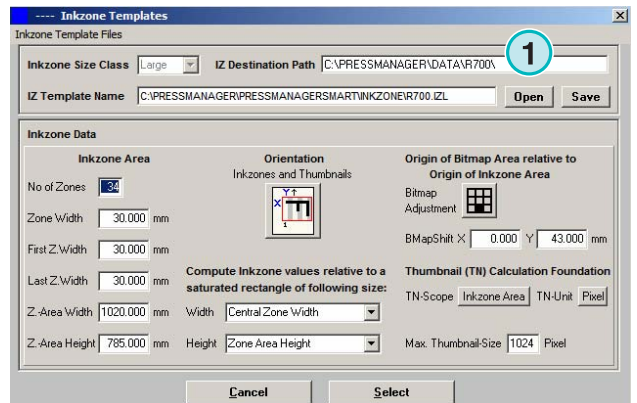 ---- Inkzone Templates
Inkzone Template Files
Inkzone Size Class Large IZ Destination Path C:\PRESSMANAGER\DATA\R700\
1
IZ Template Name C:\PRESSMANAGER\PRESSMANAGERSMART\INKZONE\R700.IZL Open Save
Inkzone Data
Inkzone Area Orientation Origin of Bitmap Area relative to
Inkzones and Thumbnails Origin of Inkzone Area
No of Zones 34 Bitmap
Adjustment
Y
X
1
Zone Width 30.000 mm
First Z.Width 30.000 mm BMapShift X 0.000 Y 43.000 mm
Last Z.Width 30.000 mm Compute Inkzone values relative to a Thumbnail (TN) Calculation Foundation
saturated rectangle of following size: TN-Scope Inkzone Area TN-Unit Pixel
Z.-Area Width 1020.000 mm Width Central Zone Width
Z.-Area Height 785.000 mm Height Zone Area Height Max. Thumbnail-Size 1024 Pixel
Cancel Select